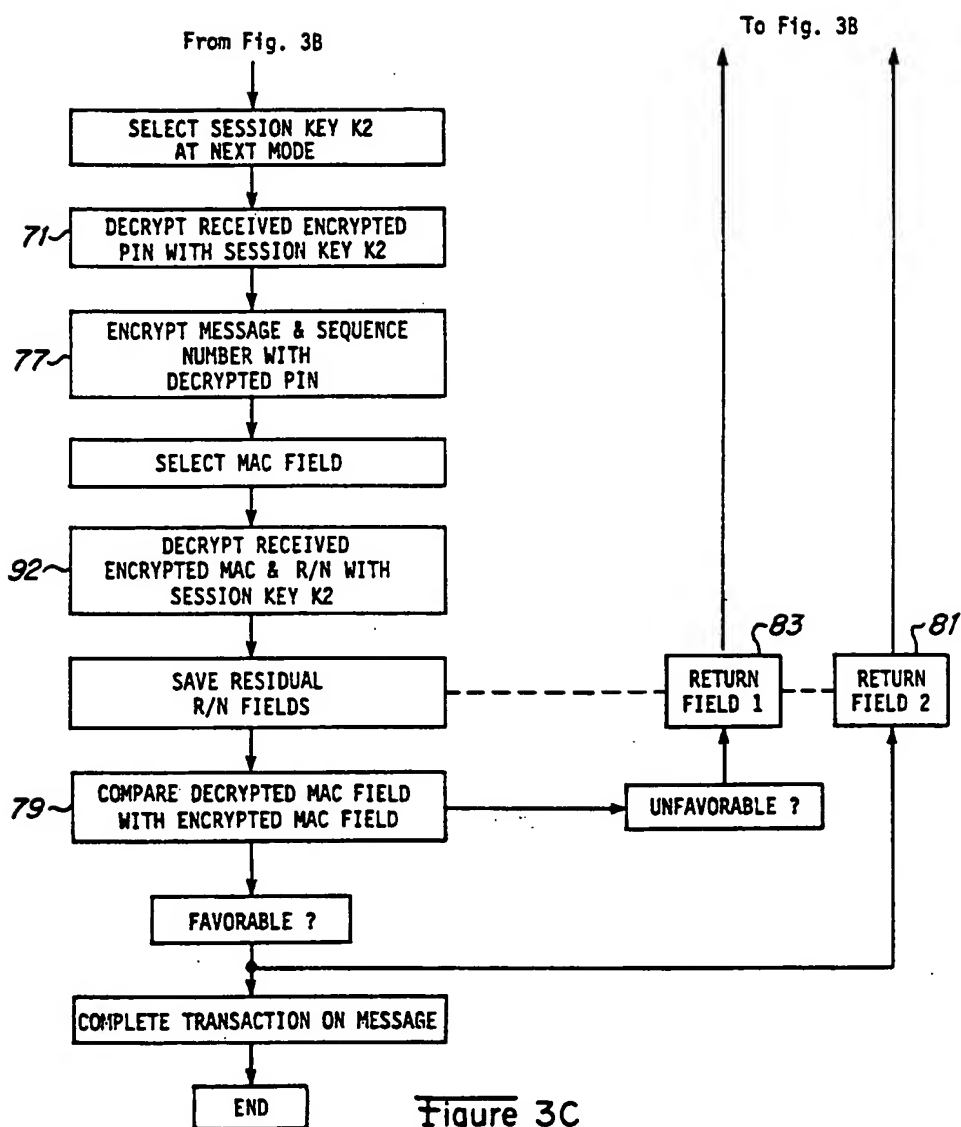 From Fig. 3B
To Fig. 3B
SELECT SESSION KEY K2
AT NEXT MODE
71
DECRYPT RECEIVED ENCRYPTED
PIN WITH SESSION KEY K2
77
ENCRYPT MESSAGE & SEQUENCE
NUMBER WITH
DECRYPTED PIN
SELECT MAC FIELD
92
DECRYPT RECEIVED
ENCRYPTED MAC & R/N WITH
SESSION KEY K2
SAVE RESIDUAL
R/N FIELDS
83
RETURN
FIELD 1
81
RETURN
FIELD 2
79
COMPARE DECRYPTED MAC FIELD
WITH ENCRYPTED MAC FIELD
UNFAVORABLE ?
FAVORABLE ?
COMPLETE TRANSACTION ON MESSAGE
END
Figure 3C